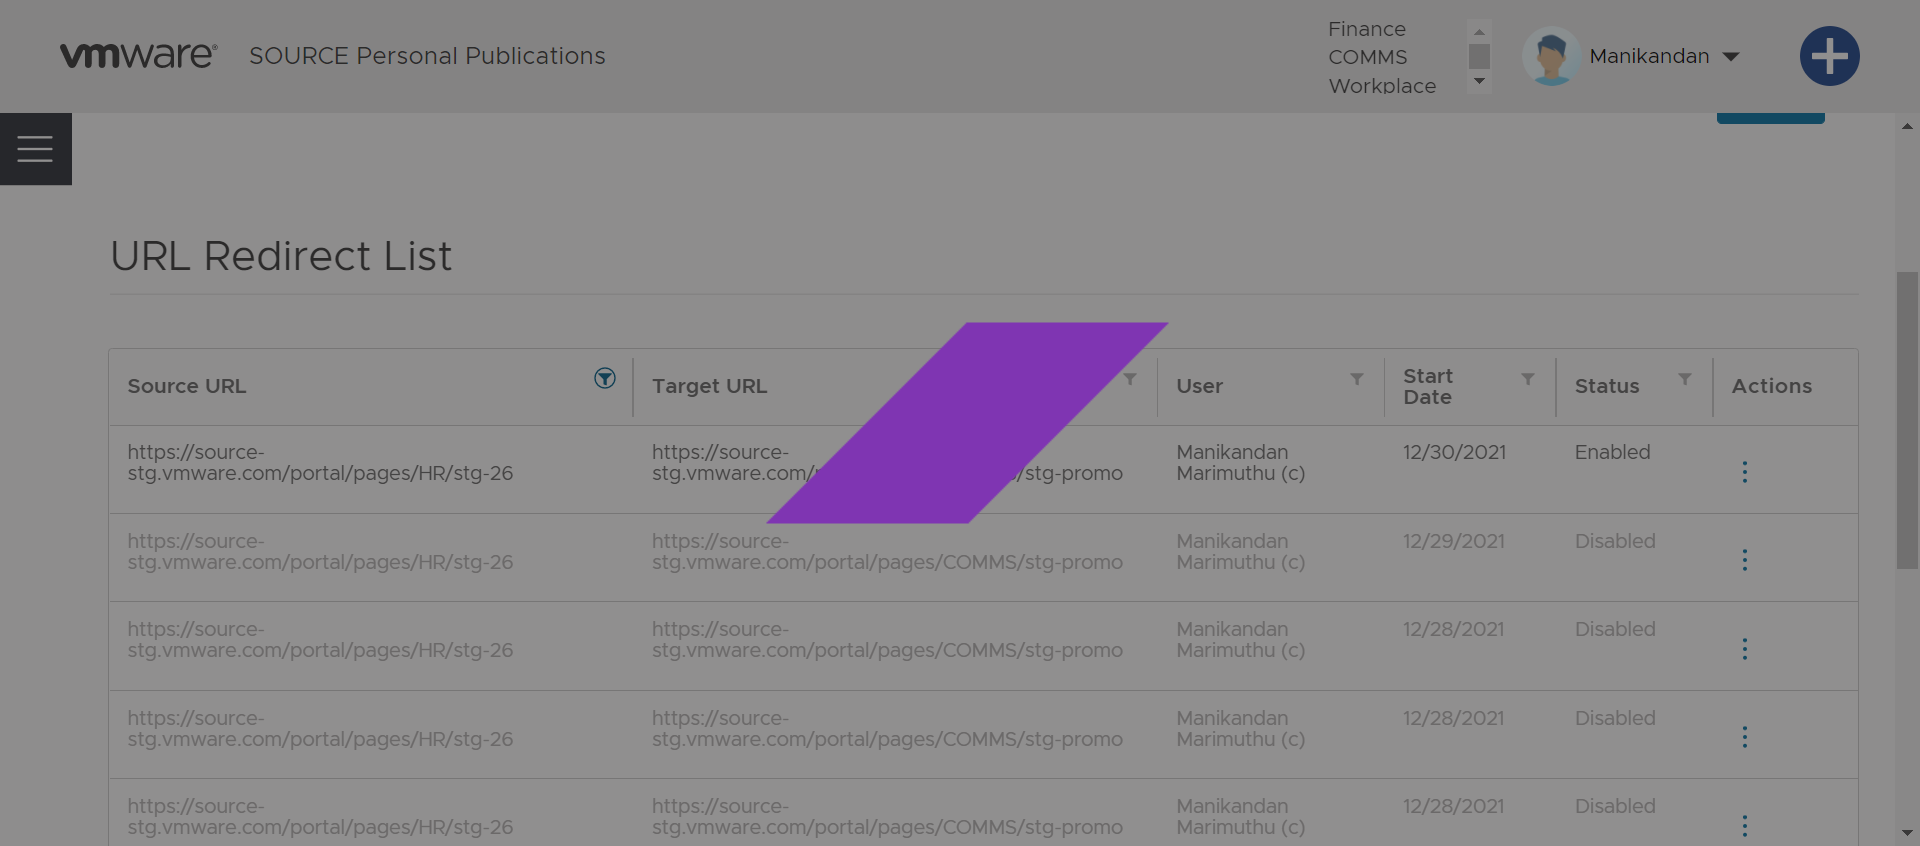 vmware® SOURCE Personal Publications
Finance
COMMS
Workplace
Manikandan
URL Redirect List
Source URL Target URL User Start Date Status Actions
https://source-
stg.vmware.com/portal/pages/HR/stg-26
https://source-
stg.vmware.com/ /stg-promo
Manikandan
Marimuthu (c)
12/30/2021
Enabled
https://source-
stg.vmware.com/portal/pages/HR/stg-26
https://source-
stg.vmware.com/portal/pages/COMMS/stg-promo
Manikandan
Marimuthu (c)
12/29/2021
Disabled
https://source-
stg.vmware.com/portal/pages/HR/stg-26
https://source-
stg.vmware.com/portal/pages/COMMS/stg-promo
Manikandan
Marimuthu (c)
12/28/2021
Disabled
https://source-
stg.vmware.com/portal/pages/HR/stg-26
https://source-
stg.vmware.com/portal/pages/COMMS/stg-promo
Manikandan
Marimuthu (c)
12/28/2021
Disabled
https://source-
stg.vmware.com/portal/pages/HR/stg-26
https://source-
stg.vmware.com/portal/pages/COMMS/stg-promo
Manikandan
Marimuthu (c)
12/28/2021
Disabled